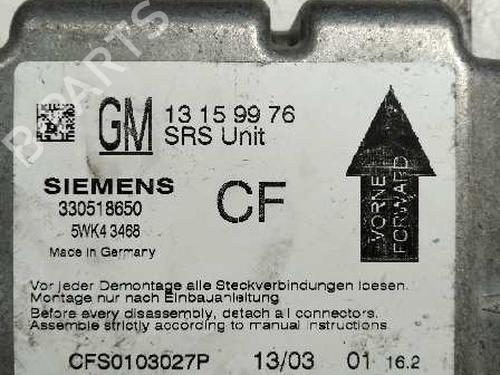 GM 13 15 99 76
SRS Unit
SIEMENS
330518650
5WK4 3468
Made in Germany
CF
VORNE
FORWARD
Vor jeder Demontage alle Steckverbindungen loesen.
Montage nur nach Einbauanleitung
Before every disassembly, detach all connectors.
Assemble strictly according to manual instructions
CFS0103027P 13/03 01 16.2
B-PARTS